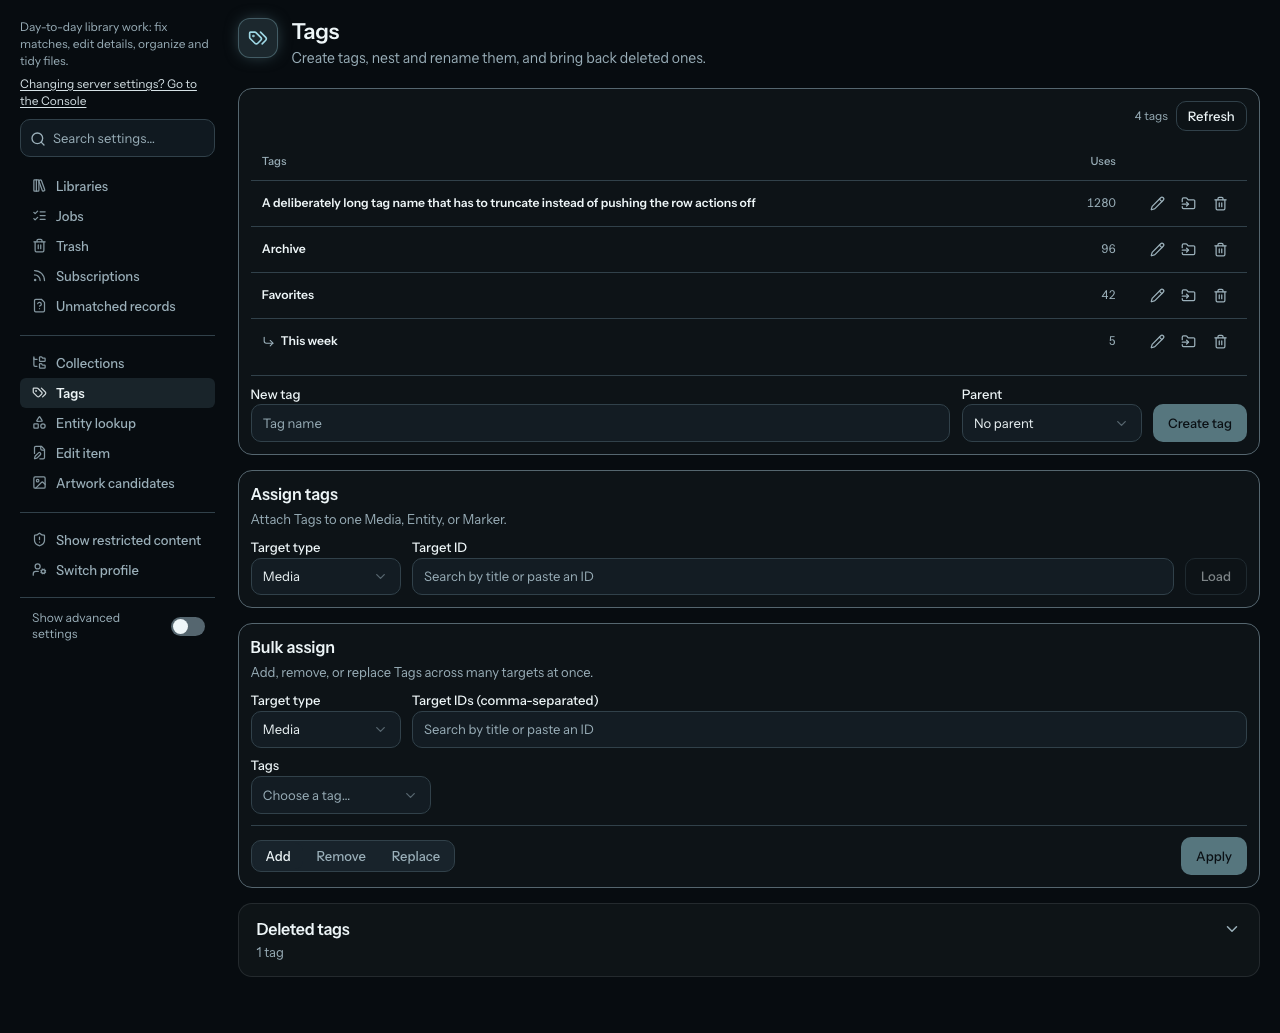 Day-to-day library work: fix
matches, edit details, organize and
tidy files.
Changing server settings? Go to
the Console
Search settings...
Libraries
Jobs
Trash
Subscriptions
Unmatched records
Collections
Tags
Entity lookup
Edit item
Artwork candidates
Show restricted content
Switch profile
Show advanced
settings
Tags
Create tags, nest and rename them, and bring back deleted ones.
4 tags Refresh
Tags Uses
A deliberately long tag name that has to truncate instead of pushing the row actions off 1280
Archive 96
Favorites 42
This week 5
New tag Parent
Tag name No parent Create tag
Assign tags
Attach Tags to one Media, Entity, or Marker.
Target type Target ID
Media Search by title or paste an ID Load
Bulk assign
Add, remove, or replace Tags across many targets at once.
Target type Target IDs (comma-separated)
Media Search by title or paste an ID
Tags
Choose a tag...
Add Remove Replace Apply
Deleted tags
1 tag